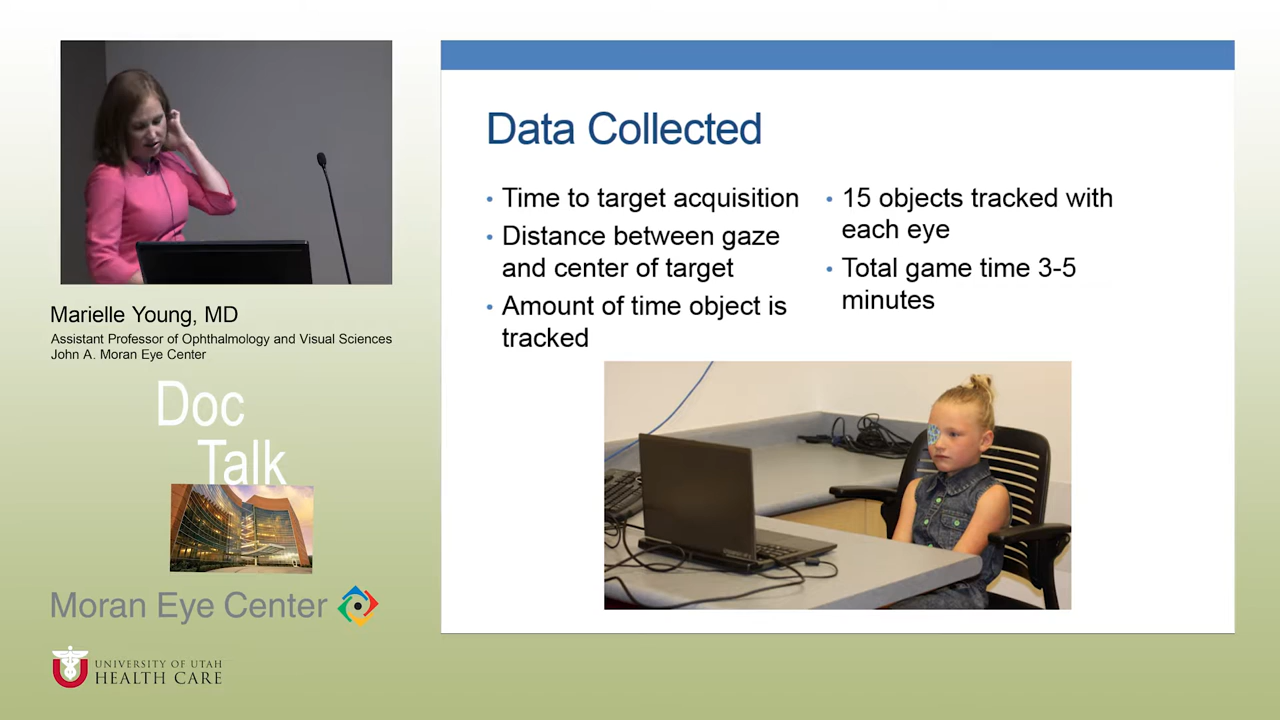 Data Collected
• Time to target acquisition
• Distance between gaze
and center of target
• Amount of time object is
tracked
• 15 objects tracked with
each eye
• Total game time 3-5
minutes
Marielle Young, MD
Assistant Professor of Ophthalmology and Visual Sciences
John A. Moran Eye Center
Doc
Talk
Moran Eye Center
UNIVERSITY OF UTAH
HEALTH CARE